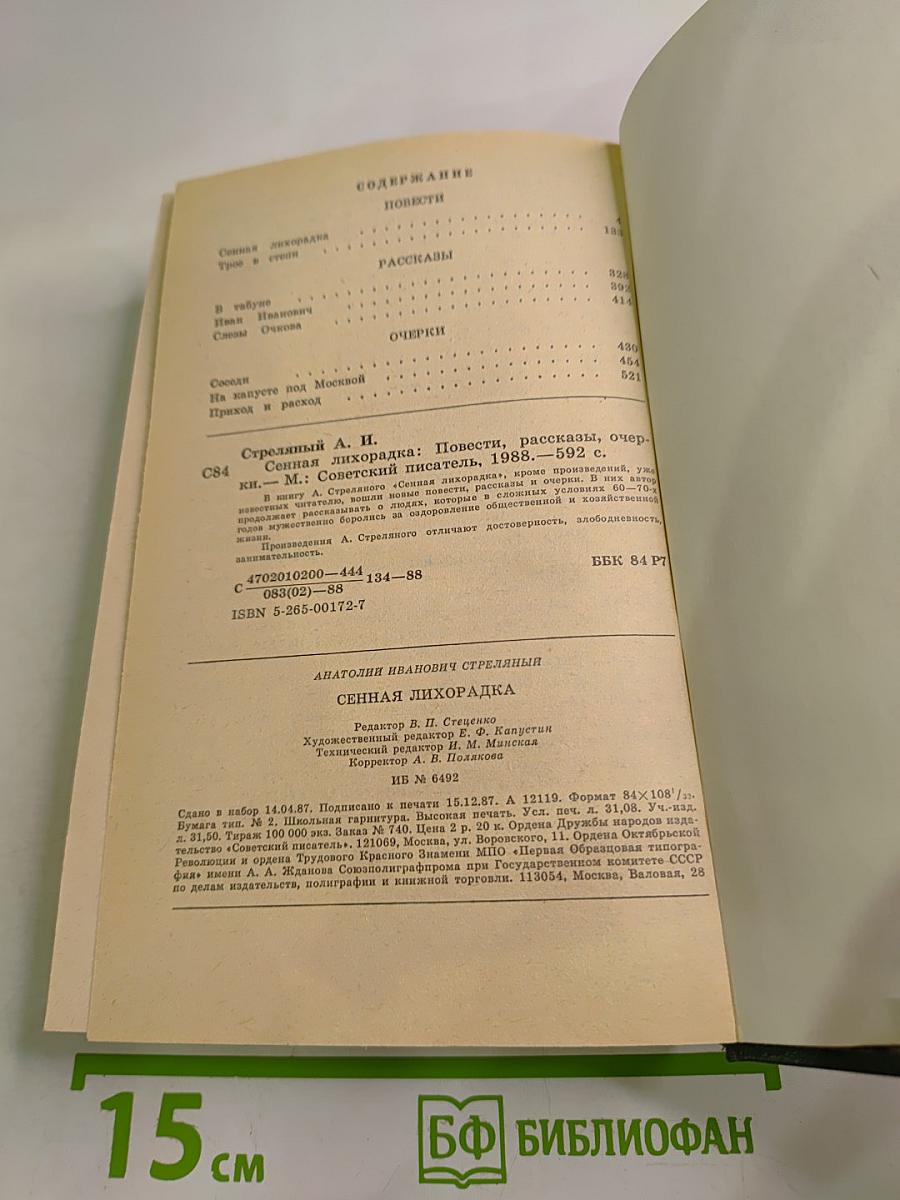 СОДЕРЖАНИЕ
ПОВЕСТИ
Сенная лихорадка . . . . . . . . . . . . . . . 4
Трое в степи . . . . . . . . . . . . . . . 133
РАССКАЗЫ
В табуне . . . . . . . . . . . . . . . 328
Иван Иванович . . . . . . . . . . . . . . . 392
Слезы Очкова . . . . . . . . . . . . . . . 414
ОЧЕРКИ
Соседи . . . . . . . . . . . . . . . 430
На капусте под Москвой . . . . . . . . . . . . 454
Приход и расход . . . . . . . . . . . . . . . 521
Стреляный А. И.
С84 Сенная лихорадка: Повести, рассказы, очер-
ки.— М.: Советский писатель, 1988.—592 с.
В книгу А. Стреляного «Сенная лихорадка», кроме произведений, уже
известных читателю, вошли новые повести, рассказы и очерки. В них автор
продолжает рассказывать о людях, которые в сложных условиях 60—70-х
годов мужественно боролись за оздоровление общественной и хозяйственной
жизни.
Произведения А. Стреляного отличают достоверность, злободневность,
занимательность.
С 4702010200—444 / 083(02)—88 134—88
ББК 84 Р7
ISBN 5-265-00172-7
АНАТОЛИЙ ИВАНОВИЧ СТРЕЛЯНЫЙ
СЕННАЯ ЛИХОРАДКА
Редактор В. П. Стеценко
Художественный редактор Е. Ф. Капустин
Технический редактор И. М. Минская
Корректор А. В. Полякова
ИБ № 6492
Сдано в набор 14.04.87. Подписано к печати 15.12.87. А 12119. Формат 84×108¹/₃₂.
Бумага тип. № 2. Школьная гарнитура. Высокая печать. Усл. печ. л. 31,08. Уч.-изд.
л. 31,50. Тираж 100 000 экз. Заказ № 740. Цена 2 р. 20 к. Ордена Дружбы народов изда-
тельство «Советский писатель». 121069, Москва, ул. Воровского, 11. Ордена Октябрьской
Революции и ордена Трудового Красного Знамени МПО «Первая Образцовая типогра-
фия» имени А. А. Жданова Союзполиграфпрома при Государственном комитете СССР
по делам издательств, полиграфии и книжной торговли. 113054, Москва, Валовая, 28
15 см
БФ БИБЛИОФАН